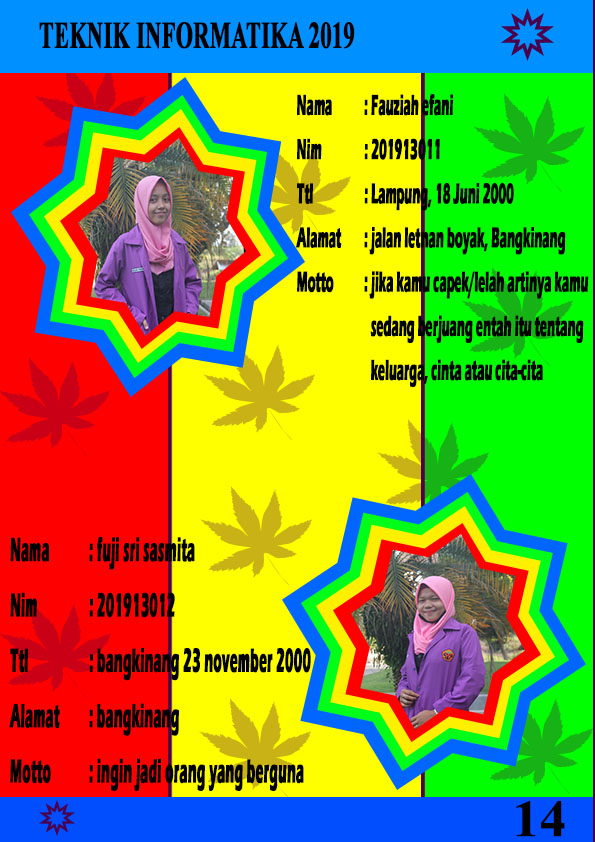 TEKNIK INFORMATIKA 2019
Nama : Fauziah efani
Nim : 201913011
Ttl : Lampung, 18 Juni 2000
Alamat : jalan letnan boyak, Bangkinang
Motto : jika kamu capek/lelah artinya kamu
sedang berjuang entah itu tentang
keluarga, cinta atau cita-cita
Nama : fuji sri sasmita
Nim : 201913012
Ttl : bangkinang 23 november 2000
Alamat : bangkinang
Motto : ingin jadi orang yang berguna
14